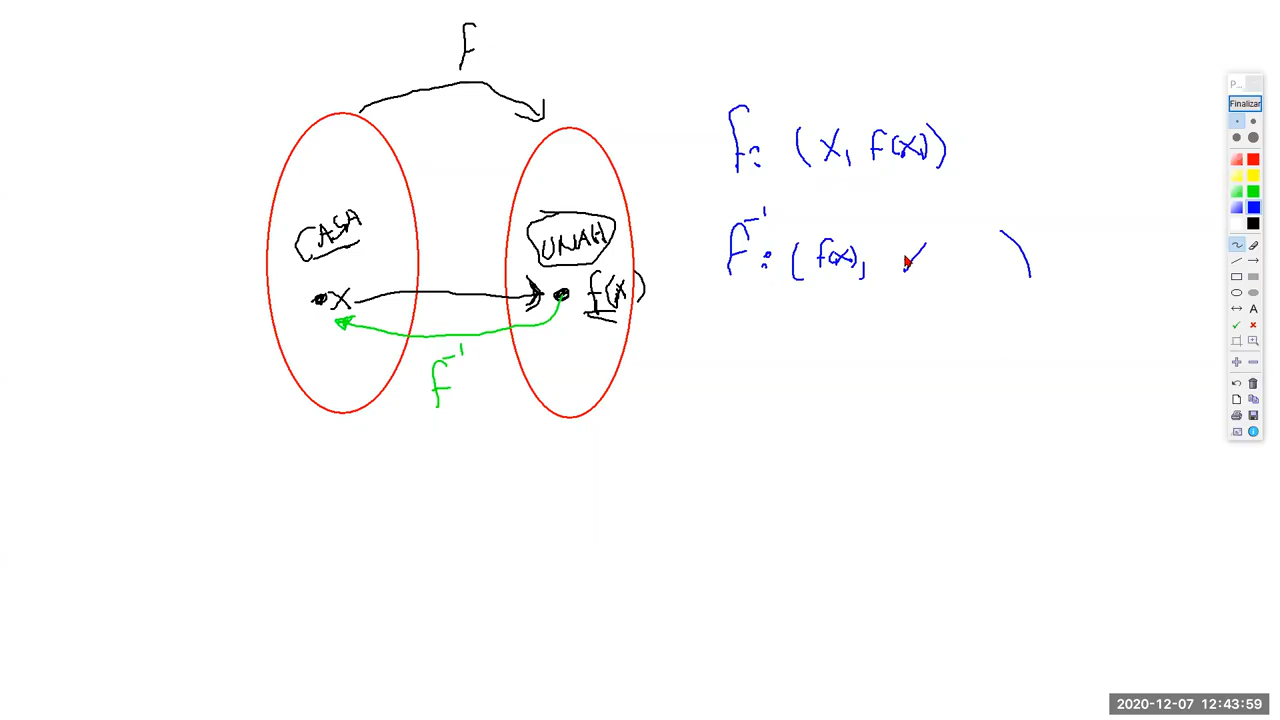 f
f: (x, f(x))
CASA
UNAH
f⁻¹: (f(x),        )
x
f(x)
f⁻¹
P...
Finalizar
A
2020-12-07 12:43:59